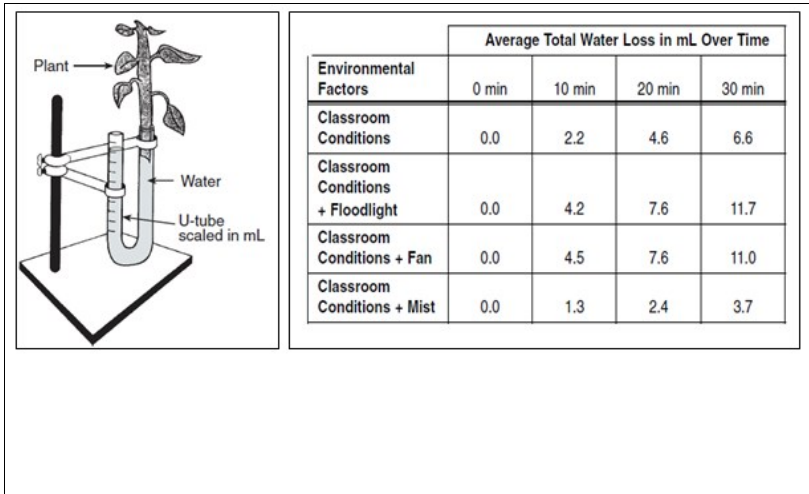 Plant
Water
U-tube
scaled in mL
Average Total Water Loss in mL Over Time
Environmental
Factors 0 min 10 min 20 min 30 min
Classroom
Conditions 0.0 2.2 4.6 6.6
Classroom
Conditions
+ Floodlight 0.0 4.2 7.6 11.7
Classroom
Conditions + Fan 0.0 4.5 7.6 11.0
Classroom
Conditions + Mist 0.0 1.3 2.4 3.7